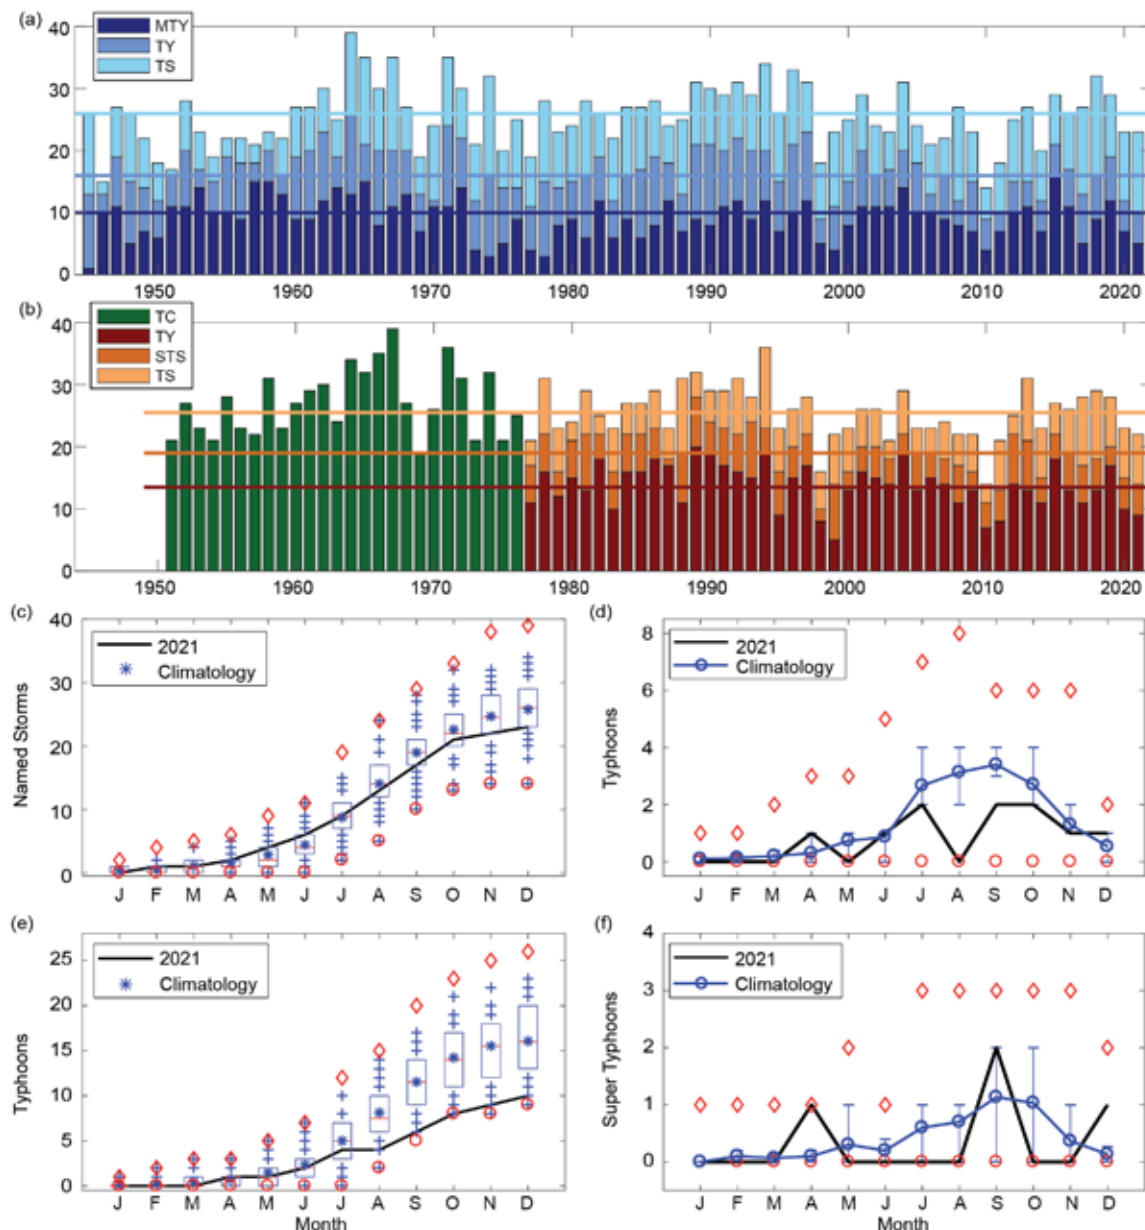 (a)
MTY
TY
TS
40
30
20
10
0
1950 1960 1970 1980 1990 2000 2010 2020
(b)
TC
TY
STS
TS
40
30
20
10
0
1950 1960 1970 1980 1990 2000 2010 2020
(c)
2021
Climatology
Named Storms
40
30
20
10
0
J F M A M J J A S O N D
(d)
2021
Climatology
Typhoons
8
6
4
2
0
J F M A M J J A S O N D
(e)
2021
Climatology
Typhoons
25
20
15
10
5
0
J F M A M J J A S O N D
Month
(f)
2021
Climatology
Super Typhoons
4
3
2
1
0
J F M A M J J A S O N D
Month